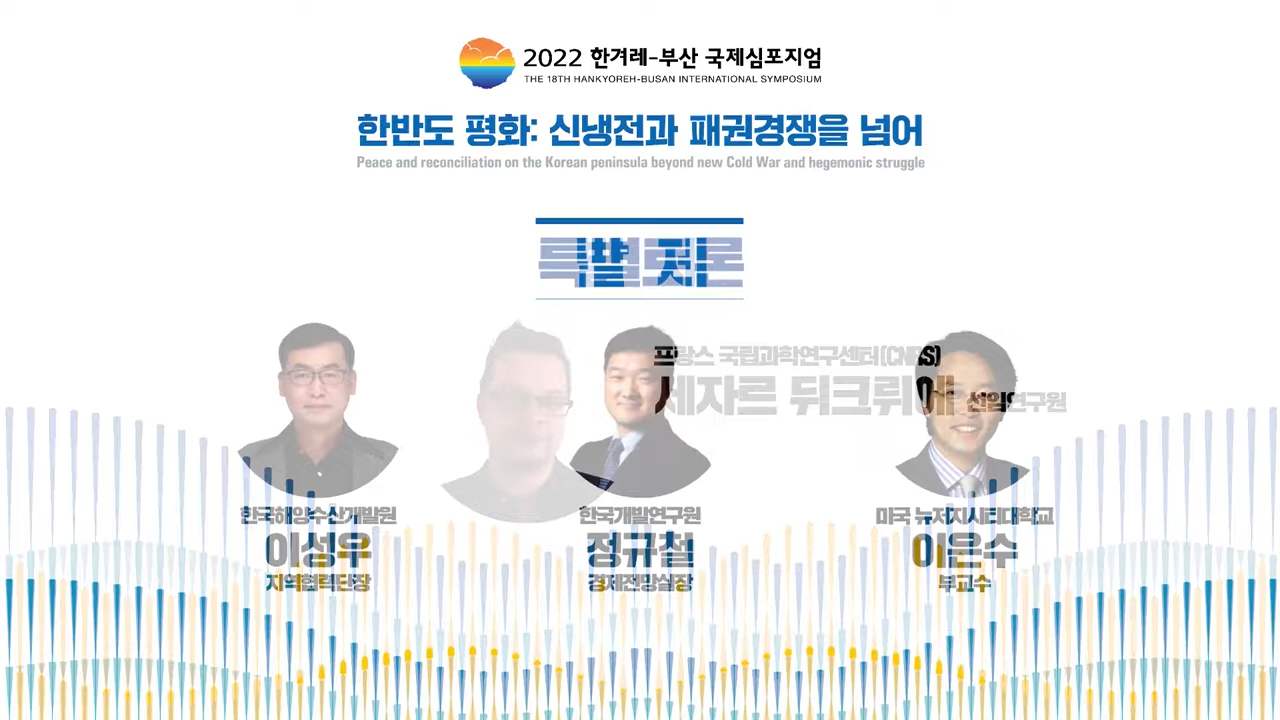 2022 한겨레-부산 국제심포지엄
THE 18TH HANKYOREH-BUSAN INTERNATIONAL SYMPOSIUM
한반도 평화: 신냉전과 패권경쟁을 넘어
Peace and reconciliation on the Korean peninsula beyond new Cold War and hegemonic struggle
프랑스 국립과학연구센터(CNRS)
세자르 뒤크뤼에 선임연구원
한국해양수산개발원
이성우
지역협력단장
한국개발연구원
정규철
경제전망실장
미국 뉴저지시티대학교
이은수
부교수